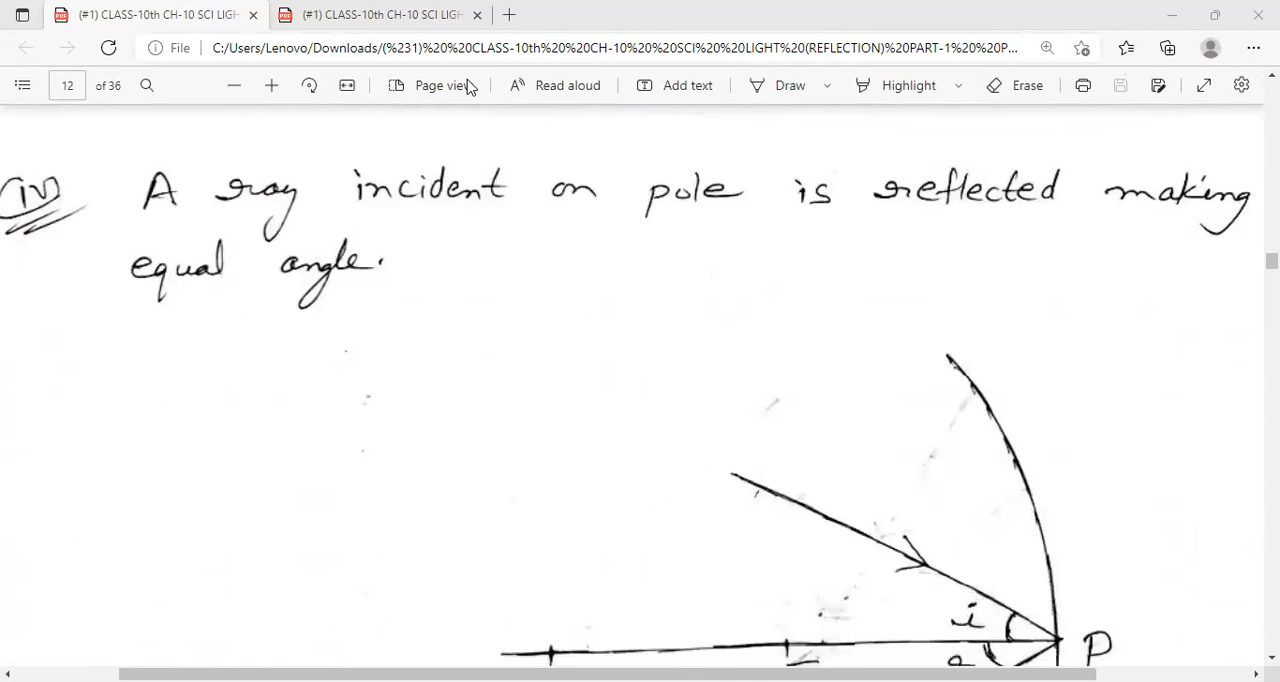 (#1) CLASS-10th CH-10 SCI LIGH
(#1) CLASS-10th CH-10 SCI LIGH
File
C:/Users/Lenovo/Downloads/(%231)%20%20CLASS-10th%20%20CH-10%20%20SCI%20%20LIGHT%20(REFLECTION)%20PART-1%20%20P...
12 of 36
Page view
Read aloud
Add text
Draw
Highlight
Erase
(iv) A ray incident on pole is reflected making
equal angle.
i
P